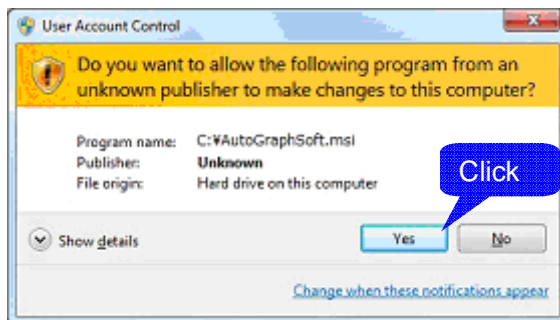 User Account Control
Do you want to allow the following program from an
unknown publisher to make changes to this computer?
Program name: C:¥AutoGraphSoft.msi
Publisher: Unknown
File origin: Hard drive on this computer
Click
Show details
Yes
No
Change when these notifications appear